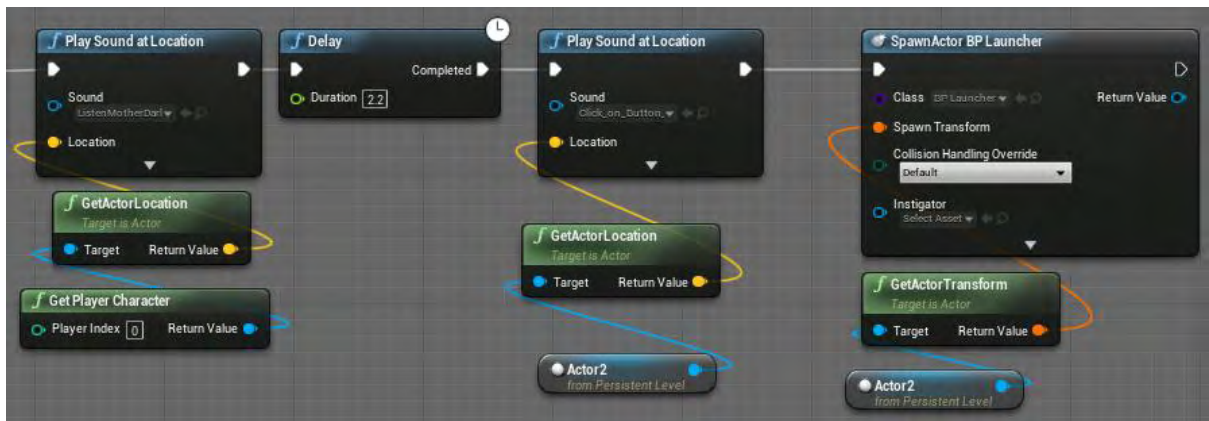 Play Sound at Location
Sound
ListenMotherDarl
Location
GetActorLocation
Target is Actor
Target Return Value
Get Player Character
Player Index 0 Return Value
Delay
Completed
Duration 2.2
Play Sound at Location
Sound
Click_on_Button_
Location
GetActorLocation
Target is Actor
Target Return Value
Actor2
from Persistent Level
SpawnActor BP Launcher
Class BP Launcher Return Value
Spawn Transform
Collision Handling Override
Default
Instigator
Select Asset
GetActorTransform
Target is Actor
Target Return Value
Actor2
from Persistent Level